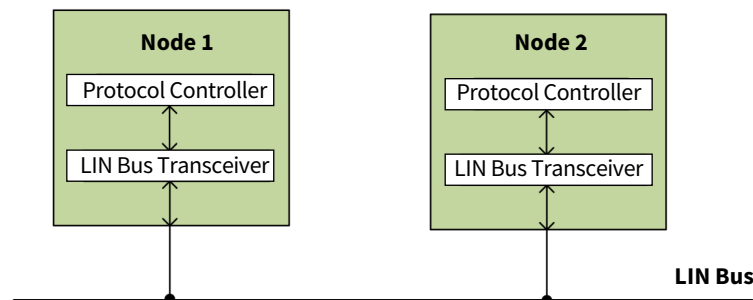 Node 1
Protocol Controller
LIN Bus Transceiver
Node 2
Protocol Controller
LIN Bus Transceiver
LIN Bus